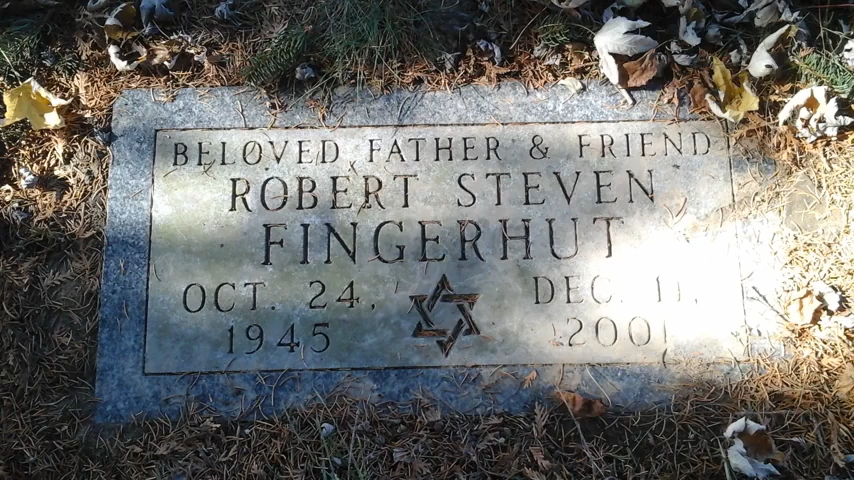 BELOVED FATHER & FRIEND
ROBERT STEVEN
FINGERHUT
OCT. 24, DEC. 11,
1945 2001